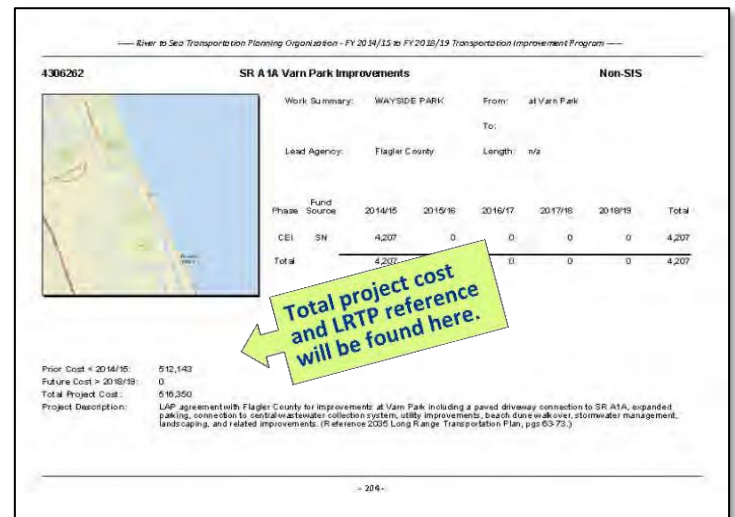 River to Sea Transportation Planning Organization - FY 2014/15 to FY 2018/19 Transportation Improvement Program
4306262 SR A1A Varn Park Improvements Non-SIS
Work Summary: WAYSIDE PARK From: at Varn Park
To:
Lead Agency: Flagler County Length: n/a
Phase Fund Source 2014/15 2015/16 2016/17 2017/18 2018/19 Total
CEI SN 4,207 0 0 0 0 4,207
Total 4,207 0 0 0 4,207
Total project cost
and LRTP reference
will be found here.
Prior Cost < 2014/15: 512,143
Future Cost > 2018/19: 0
Total Project Cost: 516,350
Project Description: LAP agreement with Flagler County for improvements at Varn Park including a paved driveway connection to SR A1A, expanded
parking, connection to central wastewater collection system, utility improvements, beach dune walkover, stormwater management,
landscaping, and related improvements. (Reference 2035 Long Range Transportation Plan, pgs 63-73.)
- 204 -